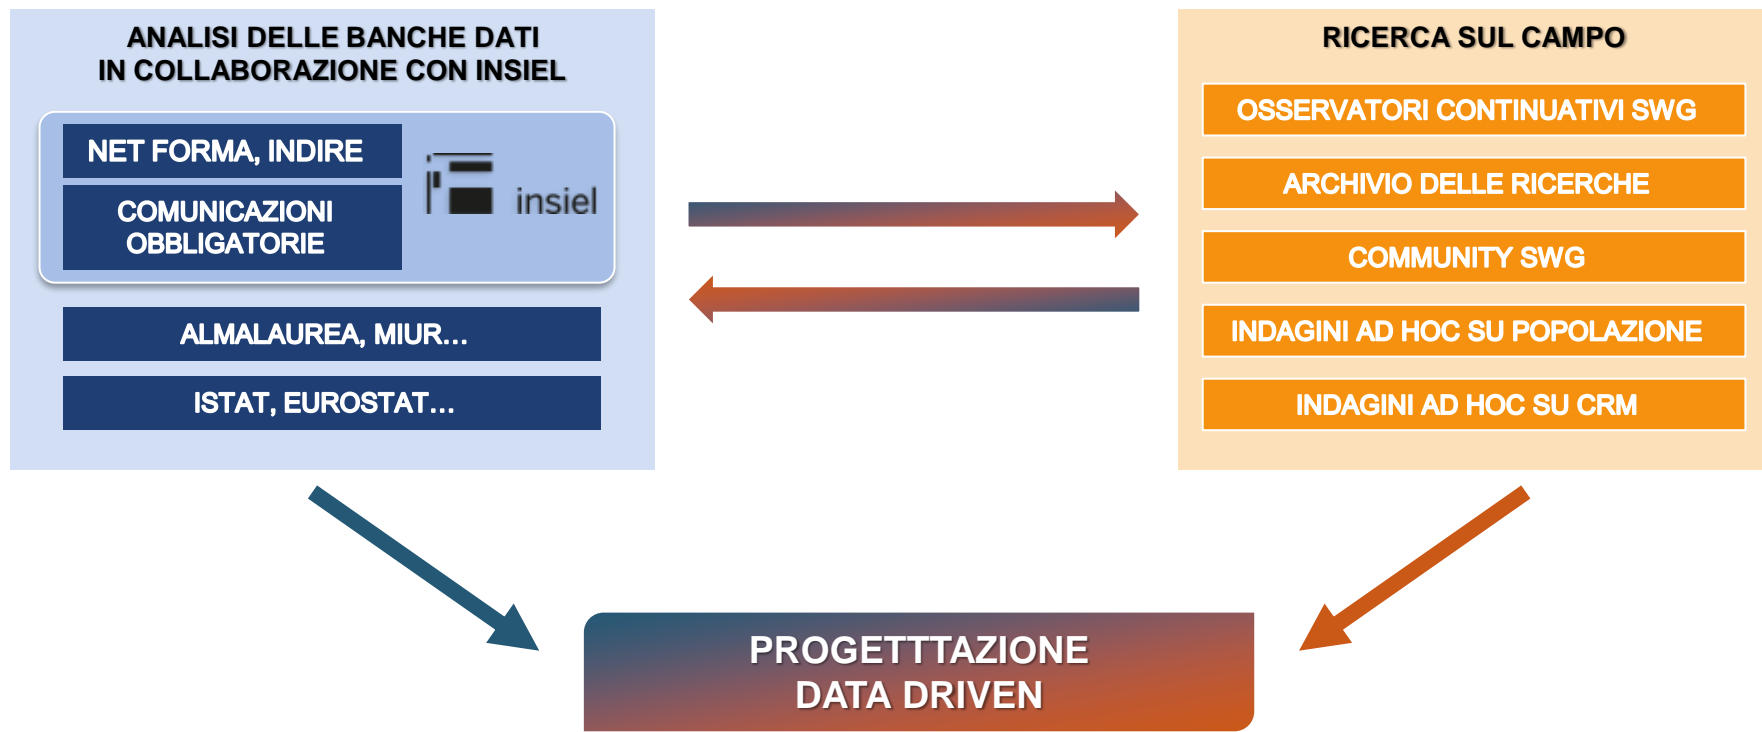 ANALISI DELLE BANCHE DATI
IN COLLABORAZIONE CON INSIEL
NET FORMA, INDIRE
COMUNICAZIONI
OBBLIGATORIE
insiel
ALMALAUREA, MIUR...
ISTAT, EUROSTAT...
RICERCA SUL CAMPO
OSSERVATORI CONTINUATIVI SWG
ARCHIVIO DELLE RICERCHE
COMMUNITY SWG
INDAGINI AD HOC SU POPOLAZIONE
INDAGINI AD HOC SU CRM
PROGETTTAZIONE
DATA DRIVEN